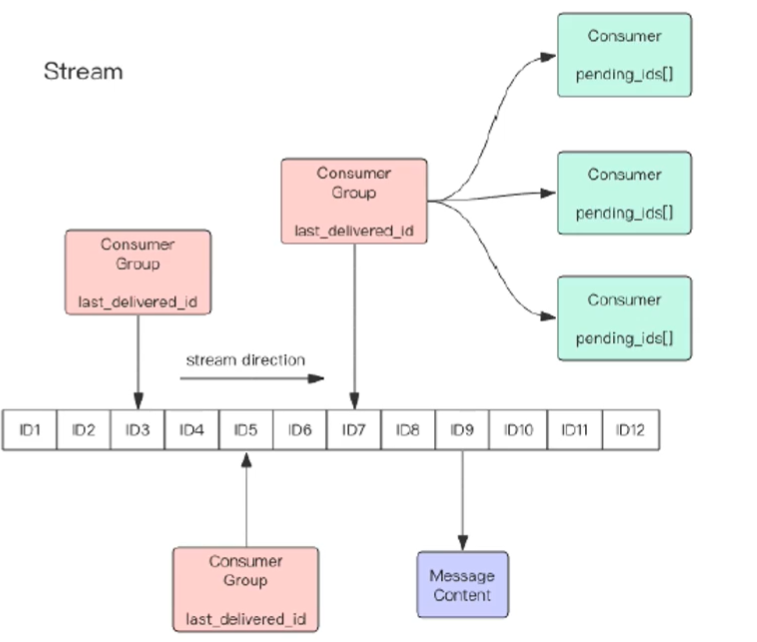 Stream
Consumer
pending_ids[]
Consumer
Group
last_delivered_id
Consumer
pending_ids[]
Consumer
Group
last_delivered_id
Consumer
pending_ids[]
stream direction
ID1 ID2 ID3 ID4 ID5 ID6 ID7 ID8 ID9 ID10 ID11 ID12
Consumer
Group
last_delivered_id
Message
Content